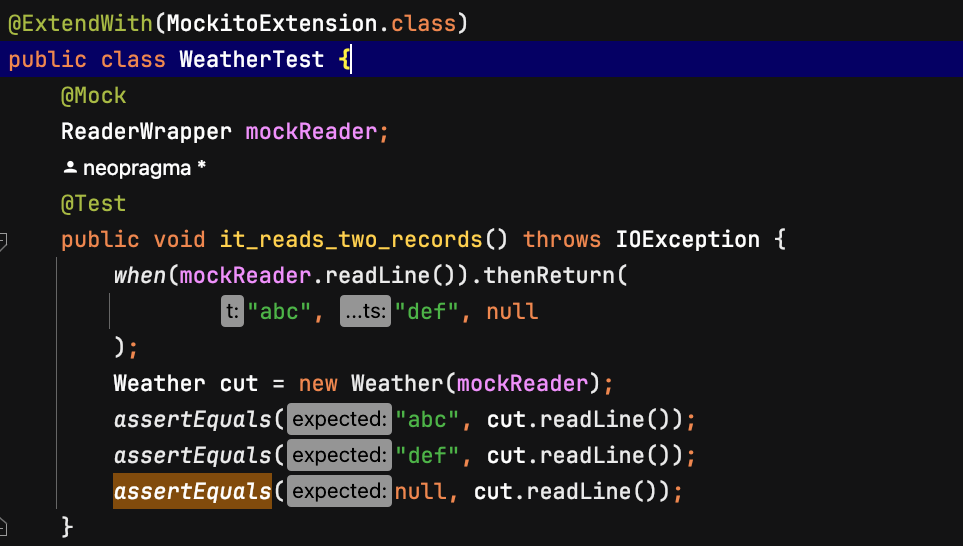 @ExtendWith(MockitoExtension.class)
public class WeatherTest {
@Mock
ReaderWrapper mockReader;
neopragma *
@Test
public void it_reads_two_records() throws IOException {
when(mockReader.readLine()).thenReturn(
t: "abc", ...ts: "def", null
);
Weather cut = new Weather(mockReader);
assertEquals( expected: "abc", cut.readLine());
assertEquals( expected: "def", cut.readLine());
assertEquals( expected: null, cut.readLine());
}